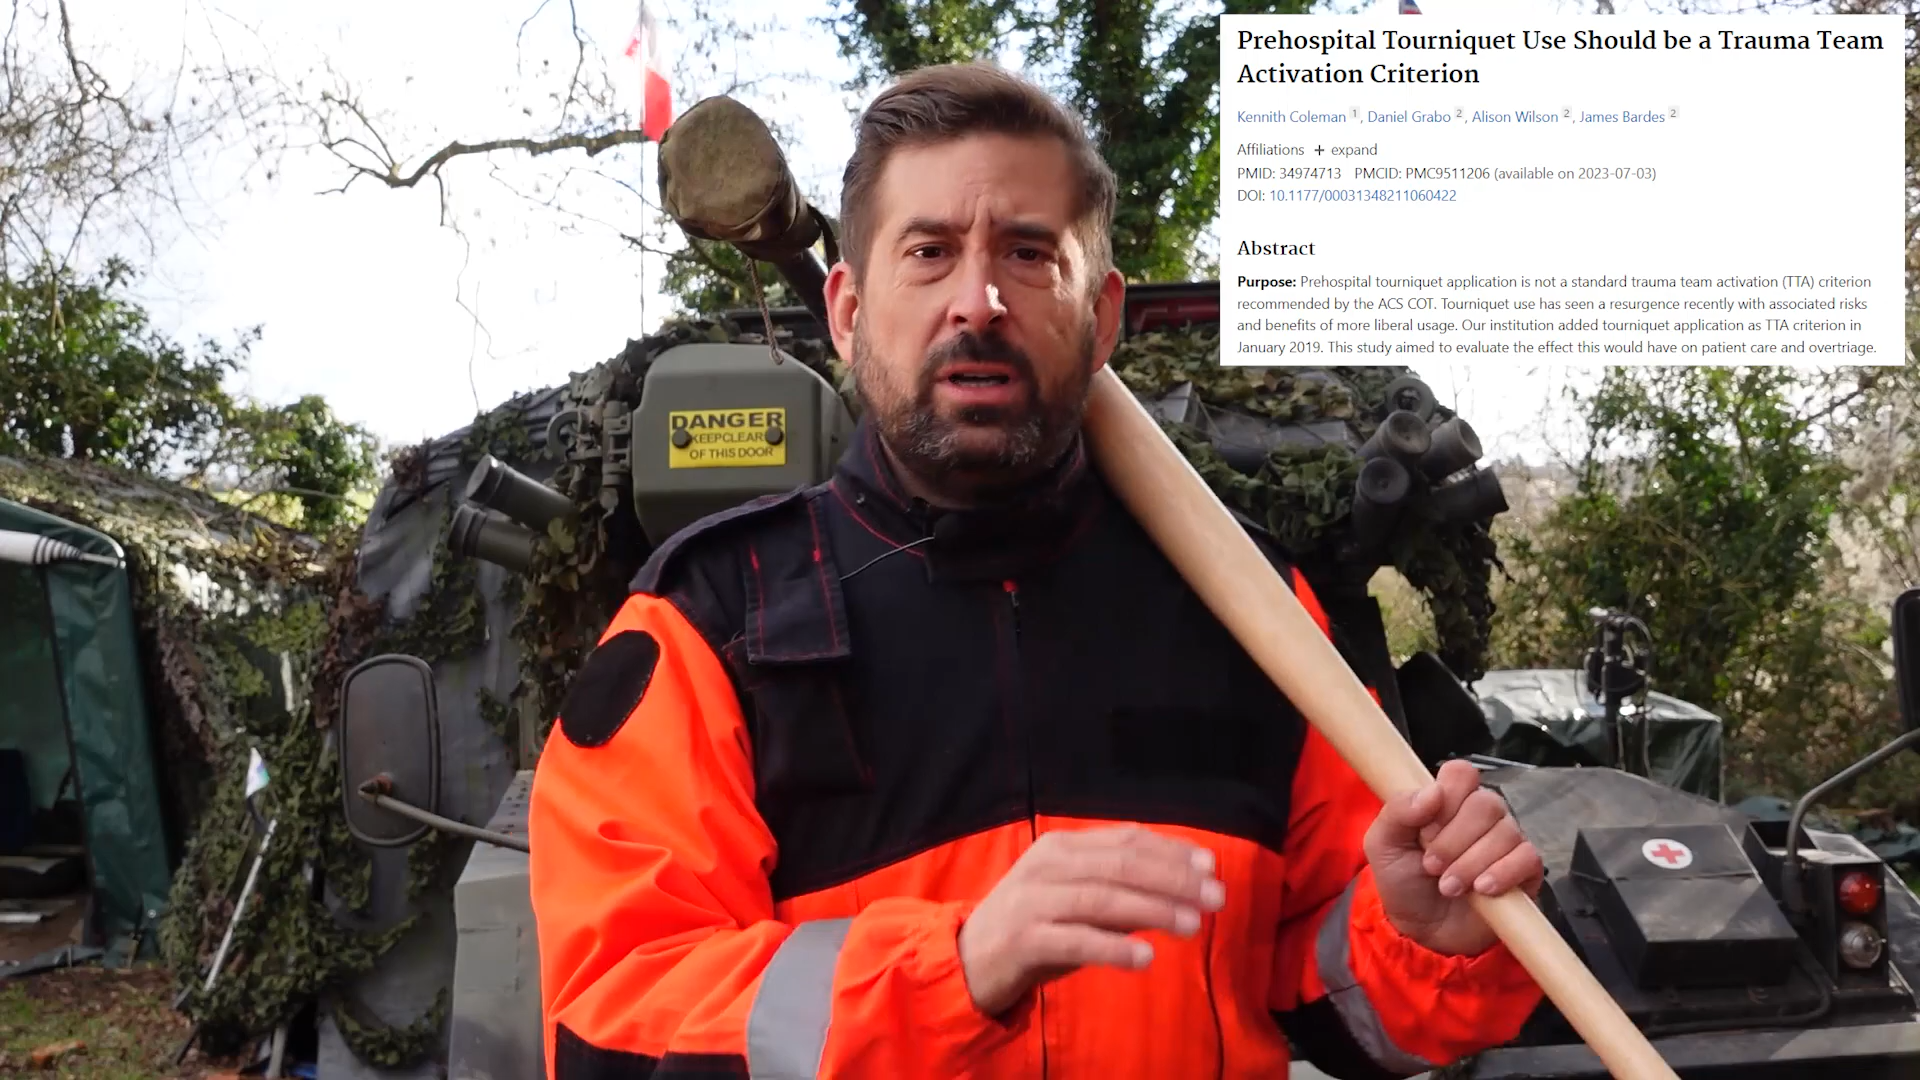 Prehospital Tourniquet Use Should be a Trauma Team
Activation Criterion
Kennith Coleman 1, Daniel Grabo 2, Alison Wilson 2, James Bardes 2
Affiliations + expand
PMID: 34974713 PMCID: PMC9511206 (available on 2023-07-03)
DOI: 10.1177/00031348211060422
Abstract
Purpose: Prehospital tourniquet application is not a standard trauma team activation (TTA) criterion
recommended by the ACS COT. Tourniquet use has seen a resurgence recently with associated risks
and benefits of more liberal usage. Our institution added tourniquet application as TTA criterion in
January 2019. This study aimed to evaluate the effect this would have on patient care and overtriage.
DANGER
KEEP CLEAR
OF THIS DOOR